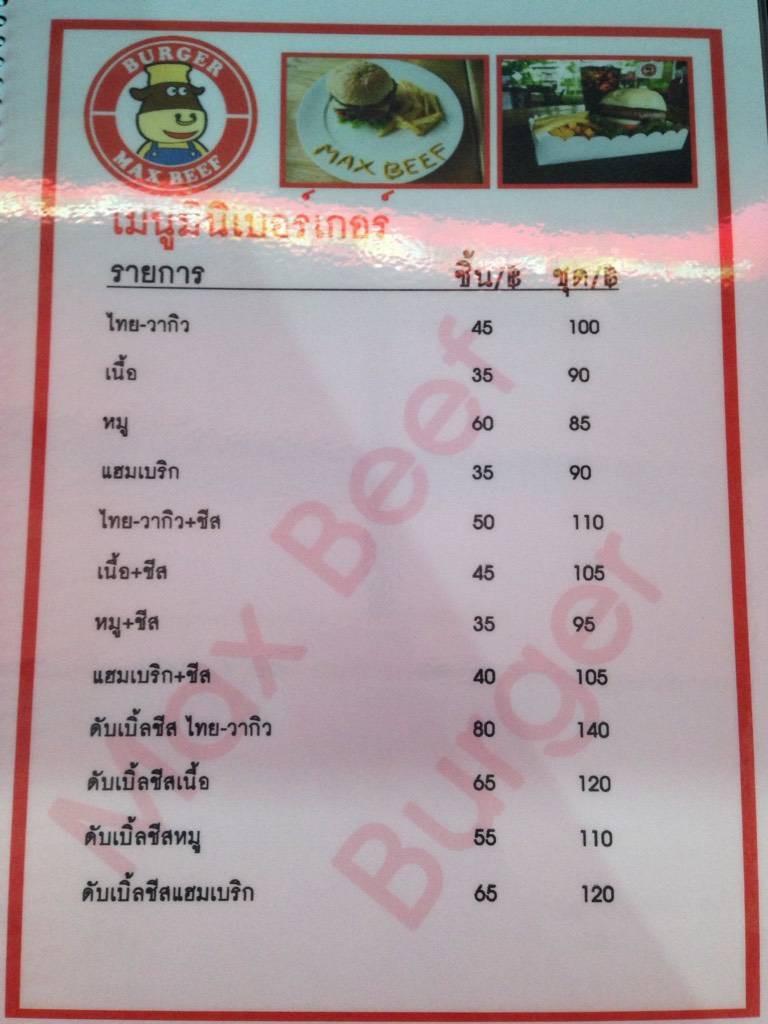 BURGER
MAX BEEF
MAX BEEF
เมนูมินิเบอร์เกอร์
รายการ ชิ้น/฿ ชุด/฿
ไทย-วากิว 45 100
เนื้อ 35 90
หมู 60 85
แฮมเบริก 35 90
ไทย-วากิว+ชีส 50 110
เนื้อ+ชีส 45 105
หมู+ชีส 35 95
แฮมเบริก+ชีส 40 105
ดับเบิ้ลชีส ไทย-วากิว 80 140
ดับเบิ้ลชีสเนื้อ 65 120
ดับเบิ้ลชีสหมู 55 110
ดับเบิ้ลชีสแฮมเบริก 65 120
Max Beef
Burger